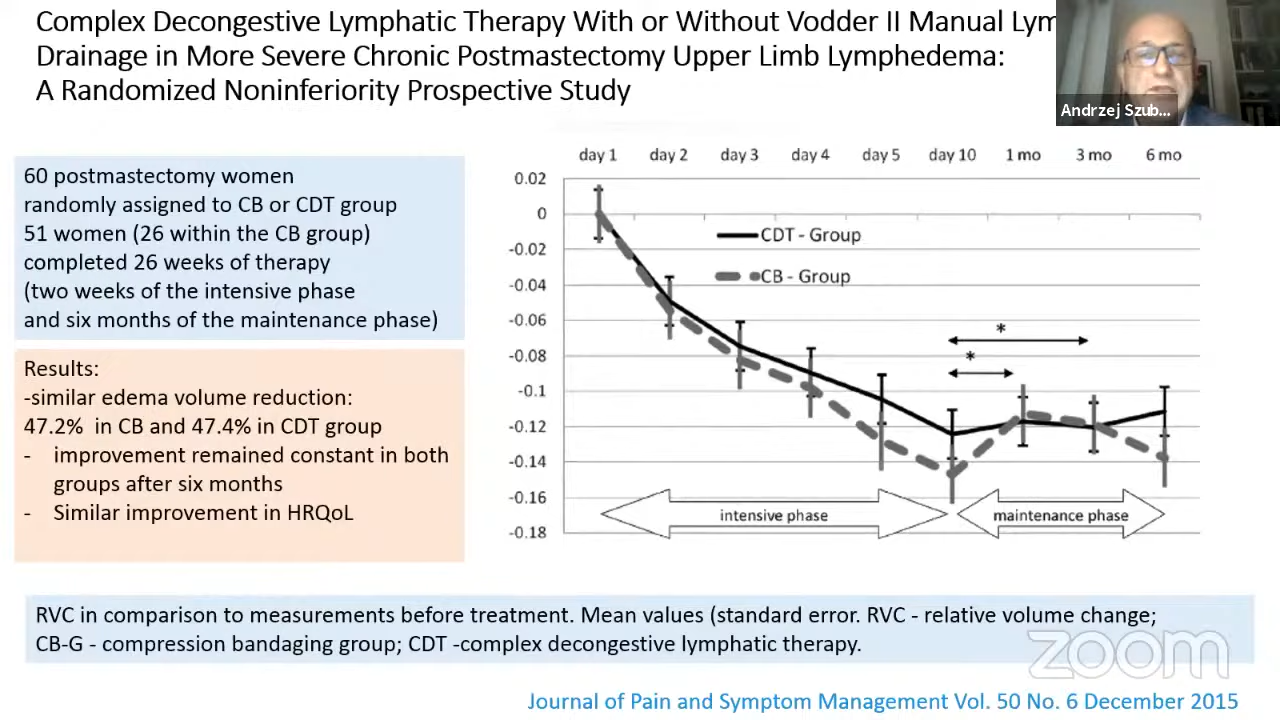 Complex Decongestive Lymphatic Therapy With or Without Vodder II Manual Lym
Drainage in More Severe Chronic Postmastectomy Upper Limb Lymphedema:
A Randomized Noninferiority Prospective Study
Andrzej Szub...
60 postmastectomy women
randomly assigned to CB or CDT group
51 women (26 within the CB group)
completed 26 weeks of therapy
(two weeks of the intensive phase
and six months of the maintenance phase)
Results:
-similar edema volume reduction:
47.2% in CB and 47.4% in CDT group
- improvement remained constant in both
groups after six months
- Similar improvement in HRQoL
day 1 day 2 day 3 day 4 day 5 day 10 1 mo 3 mo 6 mo
0.02
0
-0.02
-0.04
-0.06
-0.08
-0.1
-0.12
-0.14
-0.16
-0.18
CDT - Group
CB - Group
*
*
intensive phase
maintenance phase
RVC in comparison to measurements before treatment. Mean values (standard error. RVC - relative volume change;
CB-G - compression bandaging group; CDT -complex decongestive lymphatic therapy.
zoom
Journal of Pain and Symptom Management Vol. 50 No. 6 December 2015